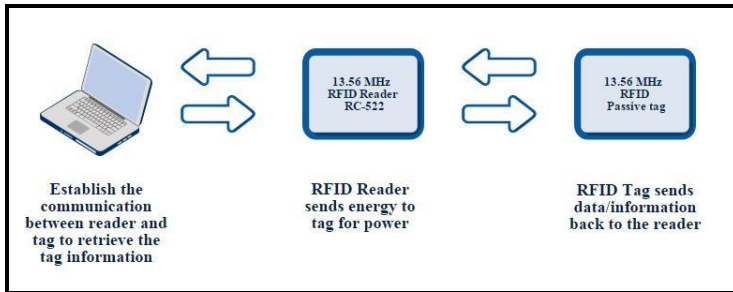 13.56 MHz
RFID Reader
RC-522
13.56 MHz
RFID
Passive tag
Establish the
communication
between reader and
tag to retrieve the
tag information
RFID Reader
sends energy to
tag for power
RFID Tag sends
data/information
back to the reader